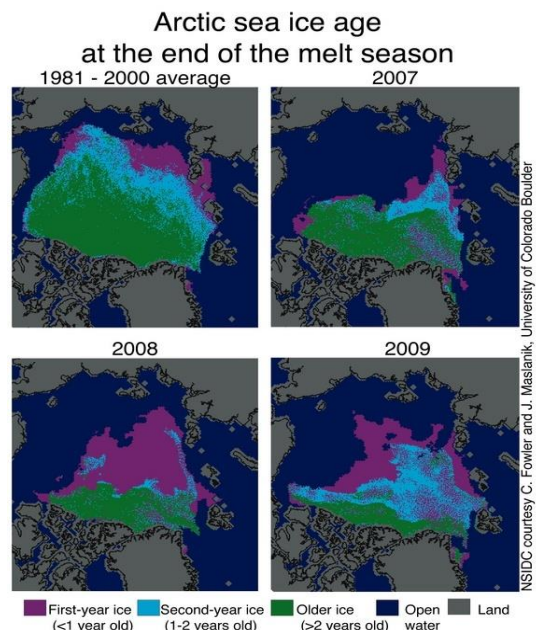 Arctic sea ice age
at the end of the melt season
1981 - 2000 average
2007
2008
2009
NSIDC courtesy C. Fowler and J. Maslanik, University of Colorado Boulder
First-year ice
(<1 year old)
Second-year ice
(1-2 years old)
Older ice
(>2 years old)
Open
water
Land